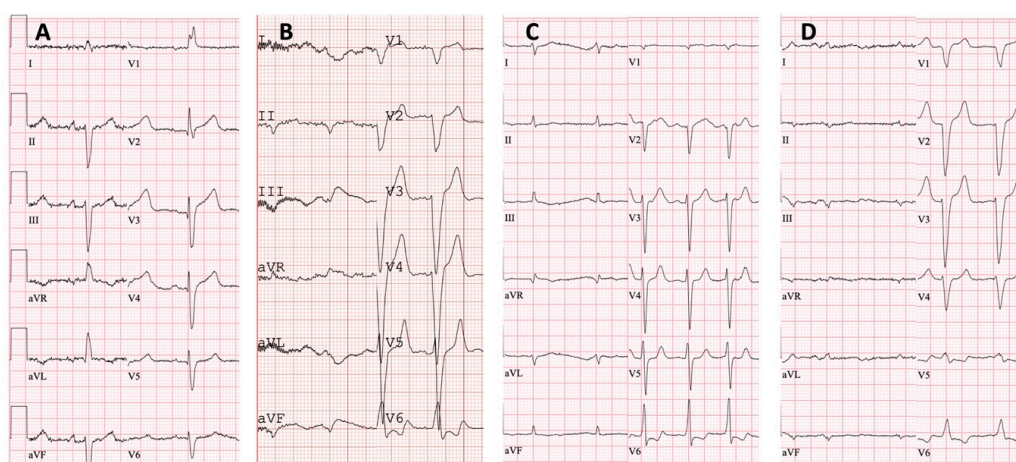 A
I V1
II V2
III V3
aVR V4
aVL V5
aVF V6
B
I V1
II V2
III V3
aVR V4
aVL V5
aVF V6
C
I V1
II V2
III V3
aVR V4
aVL V5
aVF V6
D
I V1
II V2
III V3
aVR V4
aVL V5
aVF V6